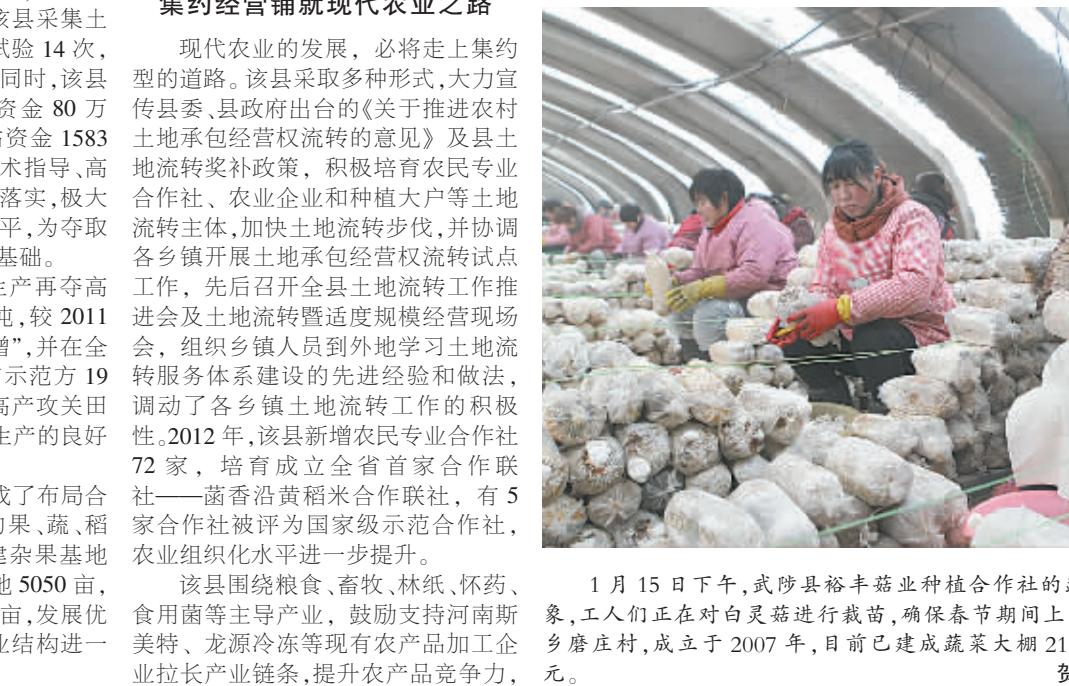 该县采集土
试验 14 次，
同时，该县
资金 80 万
资金 1583
术指导、高
落实，极大
平，为夺取
基础。
生产再夺高
吨，较 2011
增”，并在全
示范方 19
高产攻关田
生产的良好
成了布局合
果、蔬、稻
建杂果基地
地 5050 亩，
亩，发展优
业结构进一
集约经营铺就现代农业之路
现代农业的发展，必将走上集约
型的道路。该县采取多种形式，大力宣
传县委、县政府出台的《关于推进农村
土地承包经营权流转的意见》及县土
地流转奖补政策，积极培育农民专业
合作社、农业企业和种植大户等土地
流转主体，加快土地流转步伐，并协调
各乡镇开展土地承包经营权流转试点
工作，先后召开全县土地流转工作推
进会及土地流转暨适度规模经营现场
会，组织乡镇人员到外地学习土地流
转服务体系建设的先进经验和做法，
调动了各乡镇土地流转工作的积极
性。2012 年，该县新增农民专业合作社
72 家，培育成立全省首家合作联
社——菡香沿黄稻米合作联社，有 5
家合作社被评为国家级示范合作社，
农业组织化水平进一步提升。
该县围绕粮食、畜牧、林纸、怀药、
食用菌等主导产业，鼓励支持河南斯
美特、龙源冷冻等现有农产品加工企
业拉长产业链条，提升农产品竞争力，
1 月 15 日下午，武陟县裕丰菇业种植合作社的
象，工人们正在对白灵菇进行栽苗，确保春节期间上
乡磨庄村，成立于 2007 年，目前已建成蔬菜大棚 21
元。